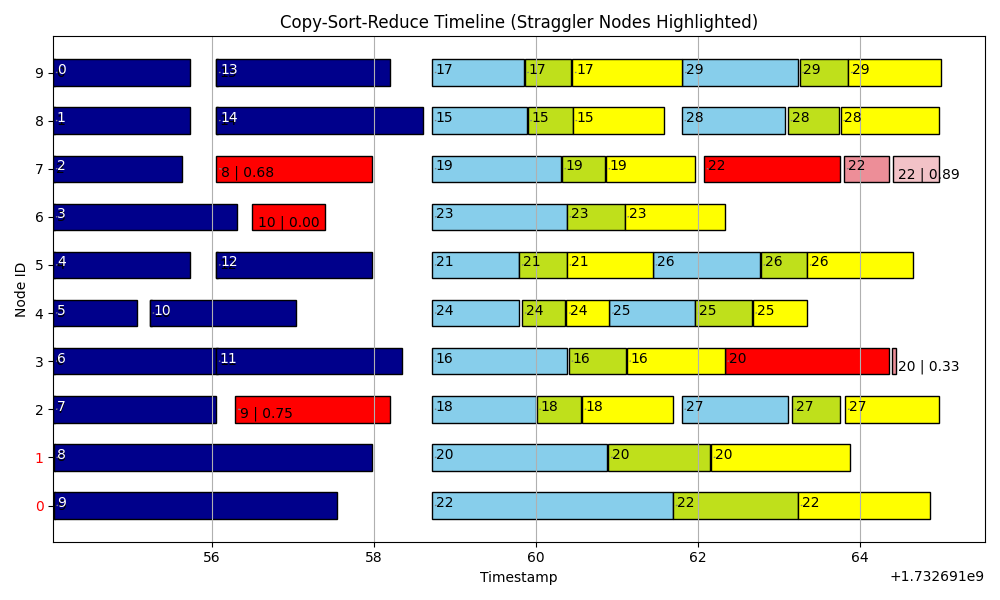 Copy-Sort-Reduce Timeline (Straggler Nodes Highlighted)
9 0 13 17 17 17 29 29 29
8 1 14 15 15 15 28 28 28
7 2 8 | 0.68 19 19 19 22 22 22 | 0.89
6 3 10 | 0.00 23 23 23
5 4 12 21 21 21 26 26 26
4 5 10 24 24 24 25 25 25
3 6 11 16 16 16 20 20 | 0.33
2 7 9 | 0.75 18 18 18 27 27 27
1 8 20 20 20
0 9 22 22 22
Node ID
56 58 60 62 64
Timestamp
+1.732691e9